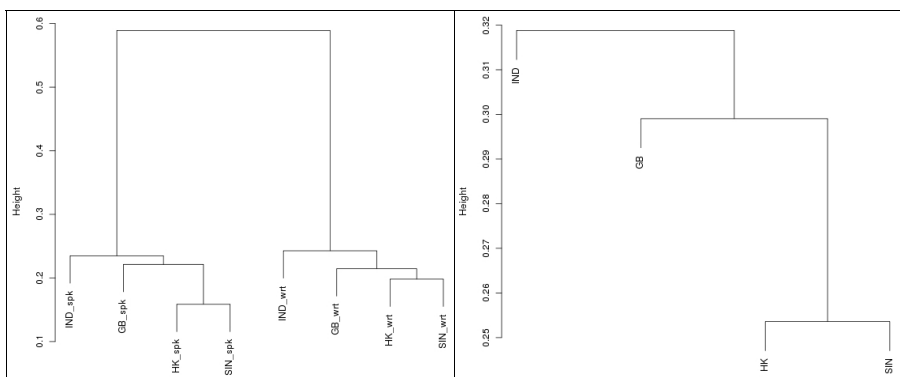 Height
0.6
0.5
0.4
0.3
0.2
0.1
IND_spk
GB_spk
HK_spk
SIN_spk
IND_wrt
GB_wrt
HK_wrt
SIN_wrt
Height
0.32
0.31
0.30
0.29
0.28
0.27
0.26
0.25
IND
GB
HK
SIN